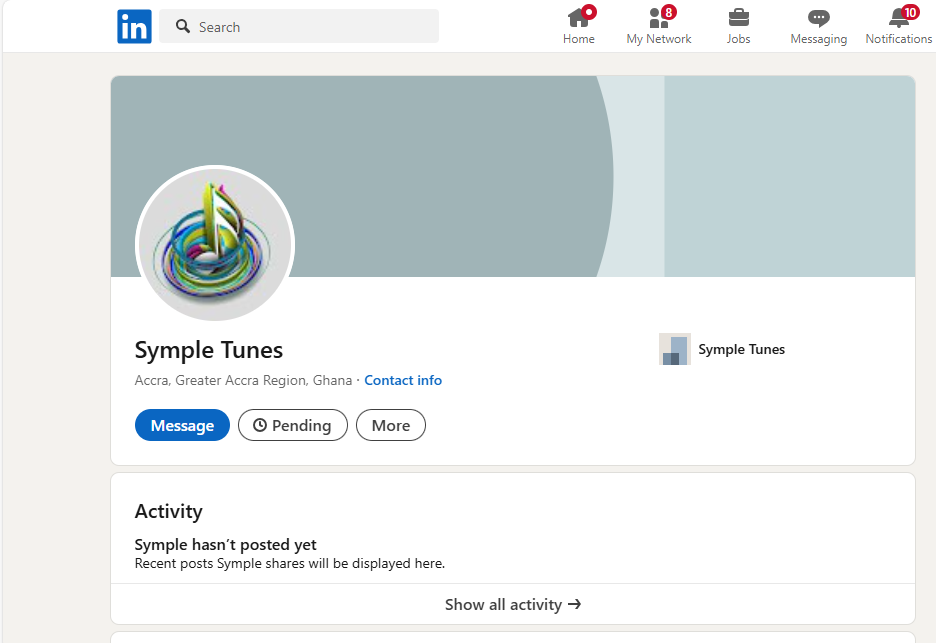 in
Search
Home
8
My Network
Jobs
Messaging
10
Notifications
Symple Tunes
Symple Tunes
Accra, Greater Accra Region, Ghana · Contact info
Message
Pending
More
Activity
Symple hasn’t posted yet
Recent posts Symple shares will be displayed here.
Show all activity →